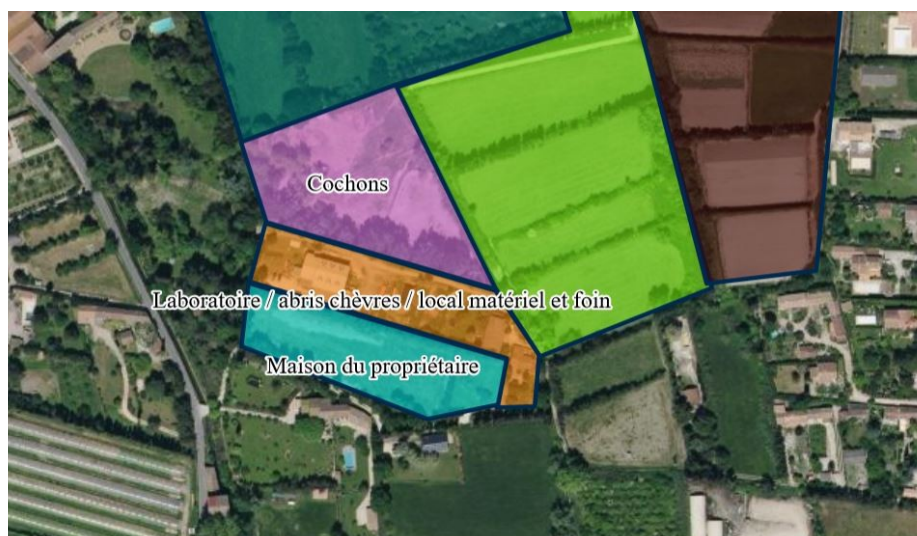 Cochons
Laboratoire / abris chèvres / local matériel et foin
Maison du propriétaire